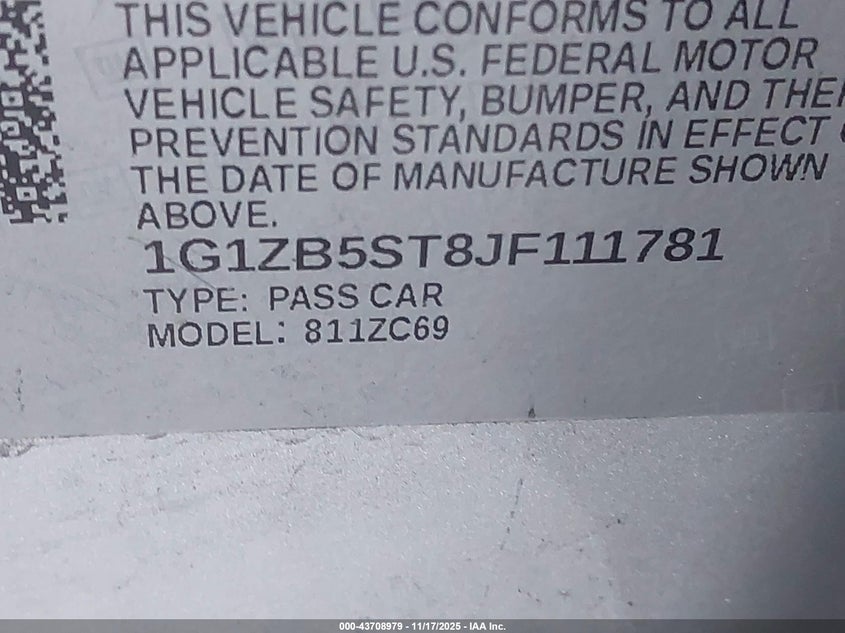 THIS VEHICLE CONFORMS TO ALL
APPLICABLE U.S. FEDERAL MOTOR
VEHICLE SAFETY, BUMPER, AND
PREVENTION STANDARDS IN EFFECT
THE DATE OF MANUFACTURE SHOWN
ABOVE.
1G1ZB5ST8JF111781
TYPE: PASS CAR
MODEL: 811ZC69
000-43708979 - 11/17/2025 - IAA Inc.